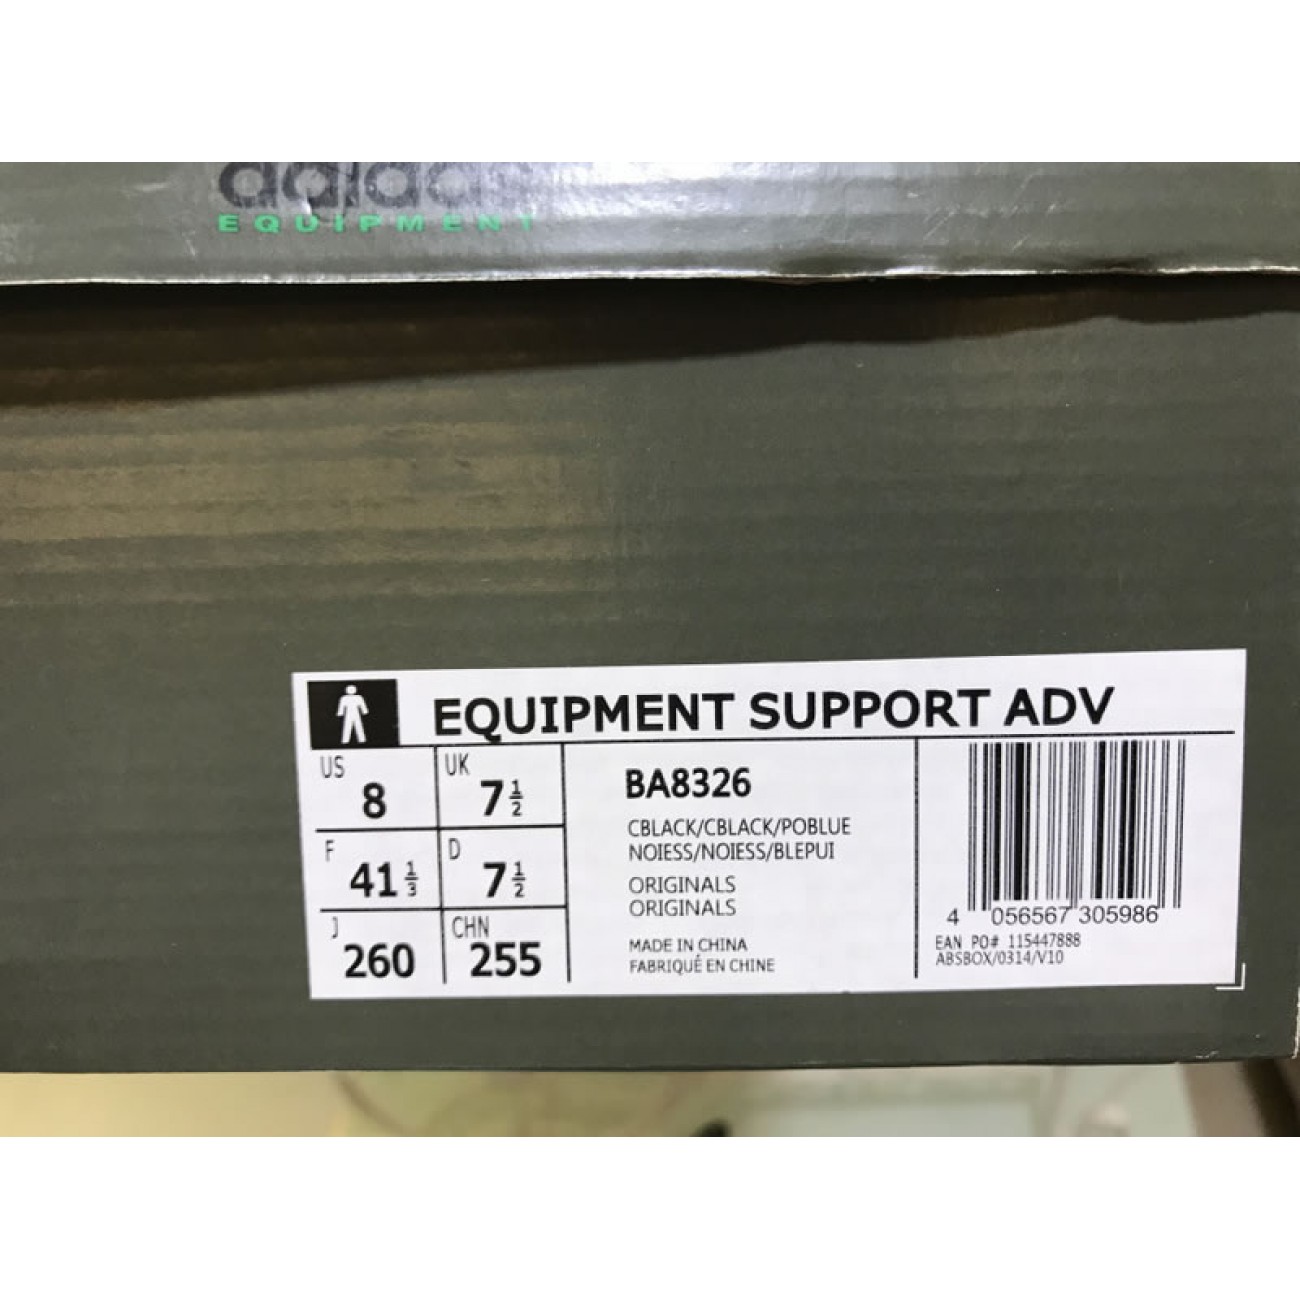 adidas
EQUIPMENT
EQUIPMENT SUPPORT ADV
US 8 UK 7 1/2
F 41 1/3 D 7 1/2
J 260 CHN 255
BA8326
CBLACK/CBLACK/POBLUE
NOIESS/NOIESS/BLEPUI
ORIGINALS
ORIGINALS
MADE IN CHINA
FABRIQUÉ EN CHINE
4 056567 305986
EAN PO# 115447888
ABSBOX/0314/V10